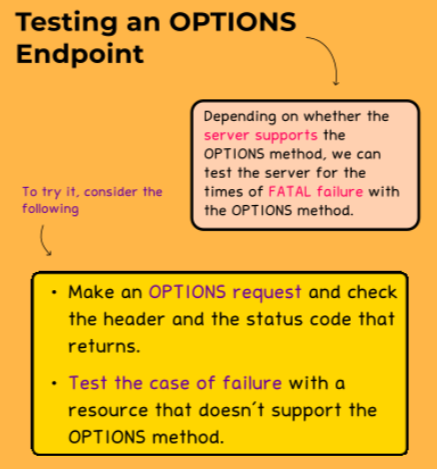 Testing an OPTIONS
Endpoint
Depending on whether the
server supports the
OPTIONS method, we can
test the server for the
times of FATAL failure with
the OPTIONS method.
To try it, consider the
following
• Make an OPTIONS request and check
the header and the status code that
returns.
• Test the case of failure with a
resource that doesn´t support the
OPTIONS method.